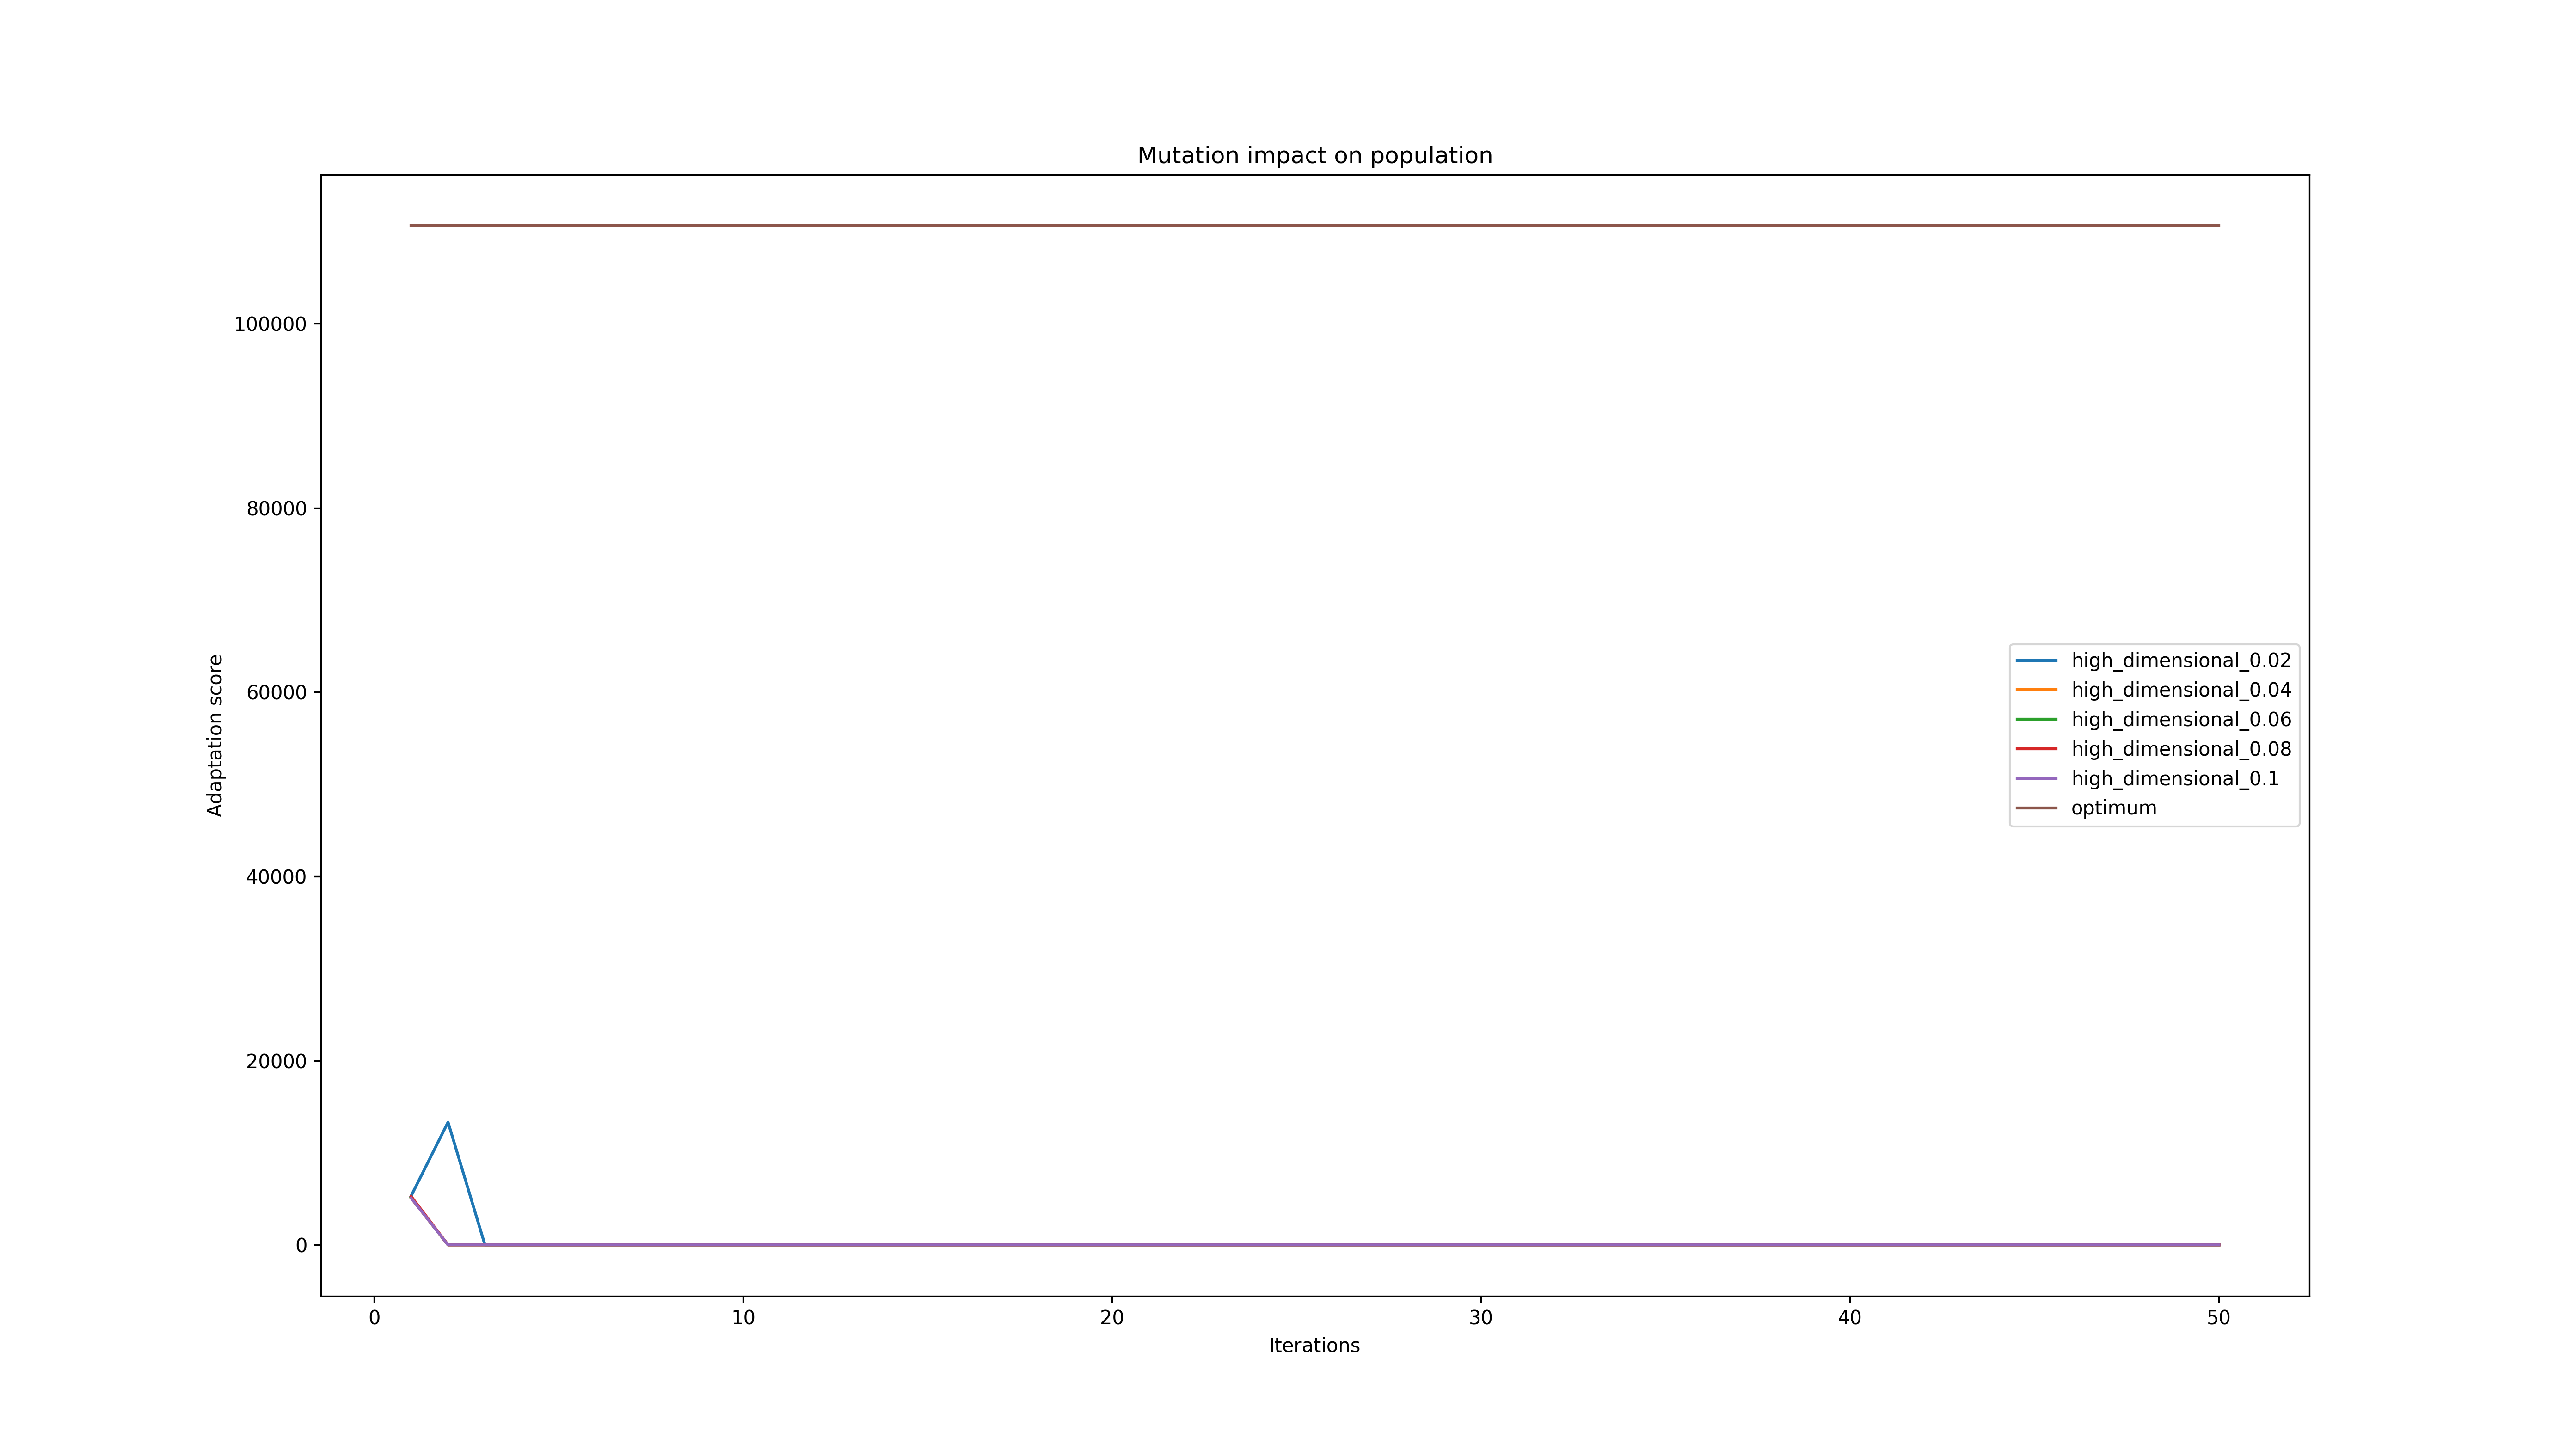 Mutation impact on population
100000
80000
60000
40000
20000
0
Adaptation score
0 10 20 30 40 50
Iterations
high_dimensional_0.02
high_dimensional_0.04
high_dimensional_0.06
high_dimensional_0.08
high_dimensional_0.1
optimum